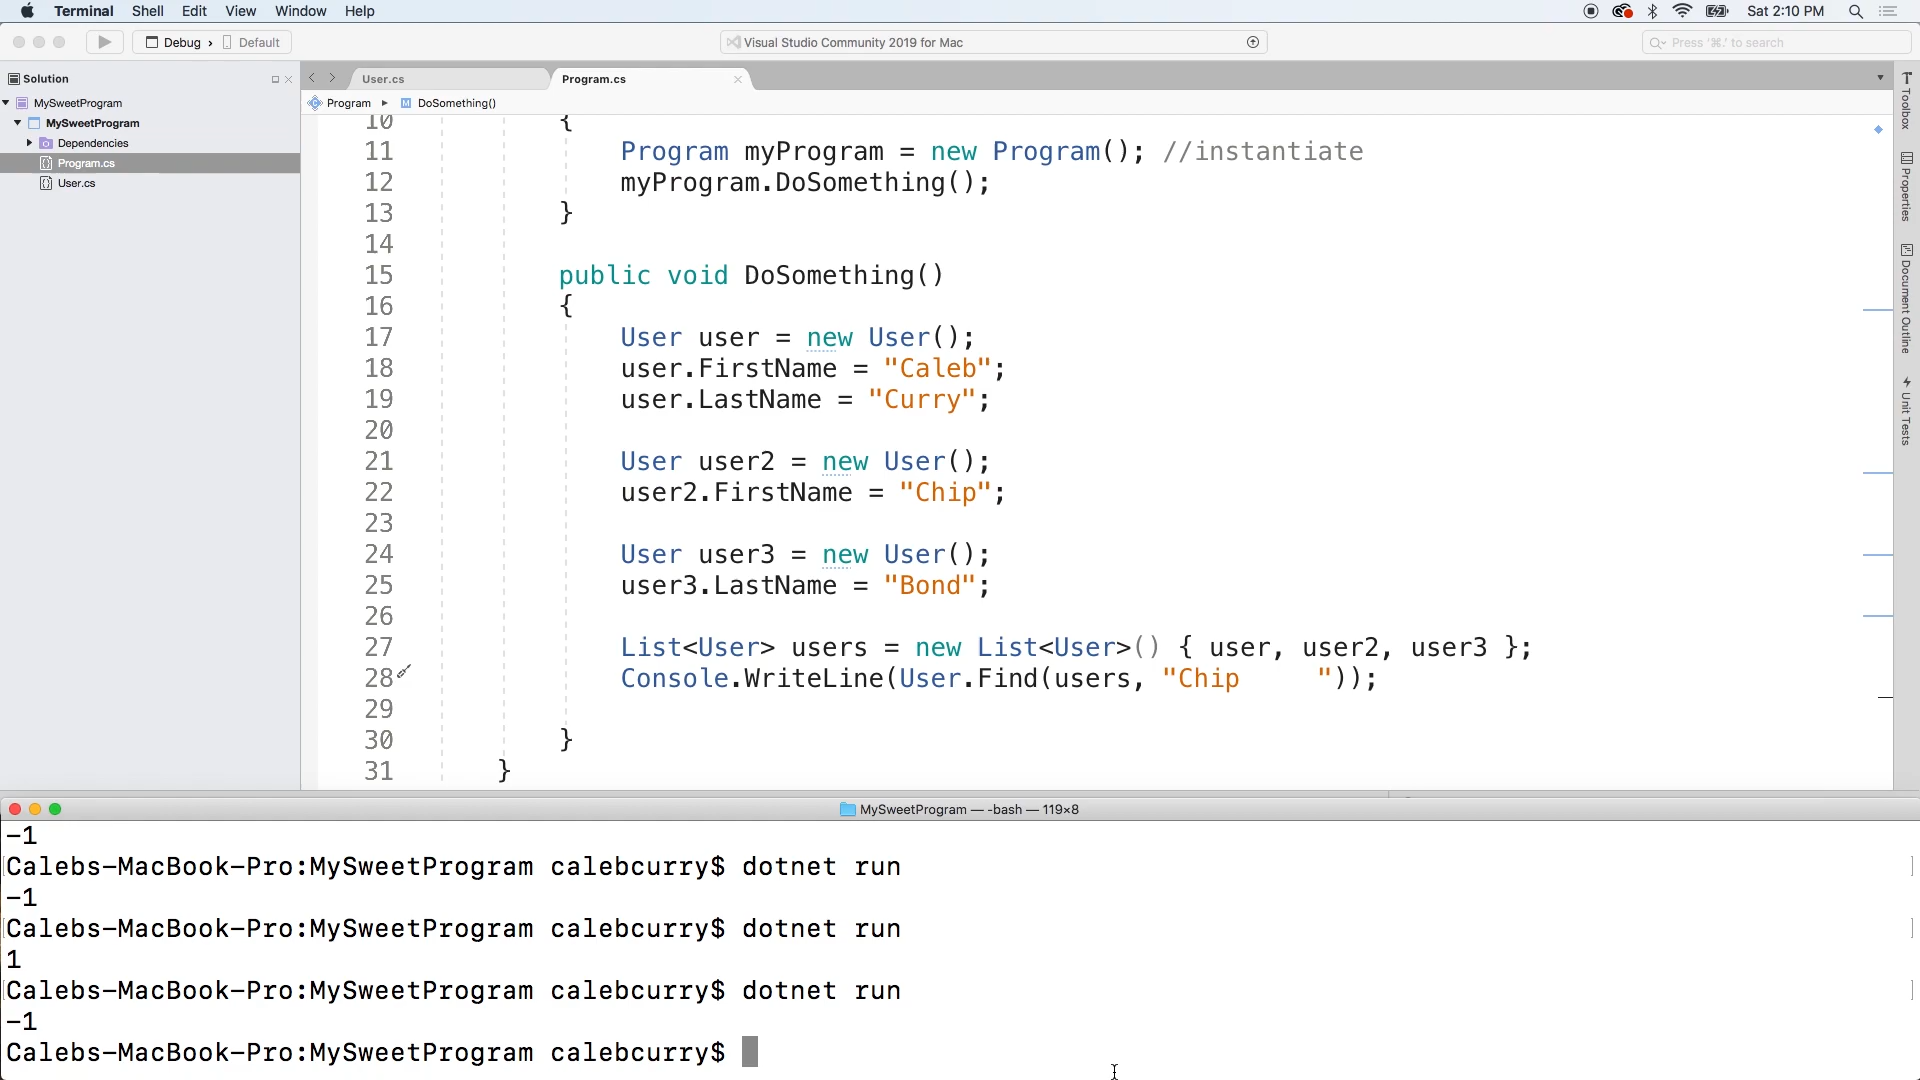 Terminal Shell Edit View Window Help Sat 2:10 PM
Debug › Default Visual Studio Community 2019 for Mac Press '⌘.' to search
Solution
MySweetProgram
MySweetProgram
Dependencies
Program.cs
User.cs
User.cs Program.cs
Program ▸ M DoSomething()
10 {
11 Program myProgram = new Program(); //instantiate
12 myProgram.DoSomething();
13 }
14
15 public void DoSomething()
16 {
17 User user = new User();
18 user.FirstName = "Caleb";
19 user.LastName = "Curry";
20
21 User user2 = new User();
22 user2.FirstName = "Chip";
23
24 User user3 = new User();
25 user3.LastName = "Bond";
26
27 List<User> users = new List<User>() { user, user2, user3 };
28 Console.WriteLine(User.Find(users, "Chip     "));
29
30 }
31 }
Toolbox
Properties
Document Outline
Unit Tests
MySweetProgram — -bash — 119×8
-1
Calebs-MacBook-Pro:MySweetProgram calebcurry$ dotnet run
-1
Calebs-MacBook-Pro:MySweetProgram calebcurry$ dotnet run
1
Calebs-MacBook-Pro:MySweetProgram calebcurry$ dotnet run
-1
Calebs-MacBook-Pro:MySweetProgram calebcurry$